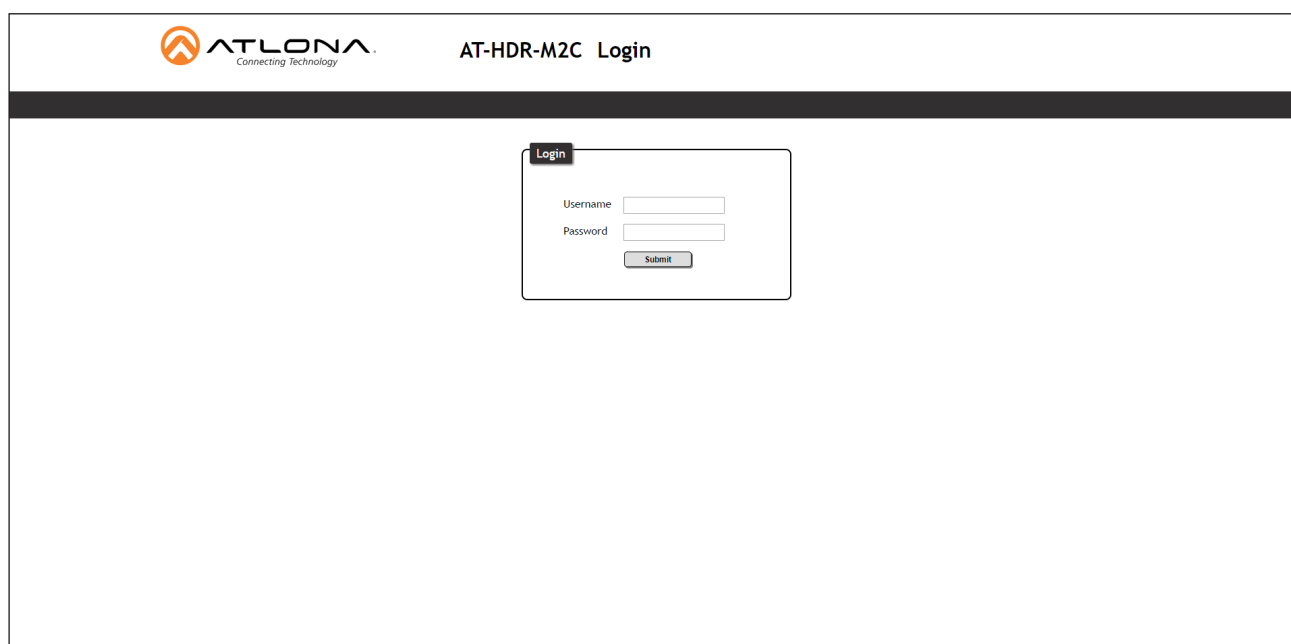 ATLONA.
Connecting Technology
AT-HDR-M2C Login
Login
Username
Password
Submit